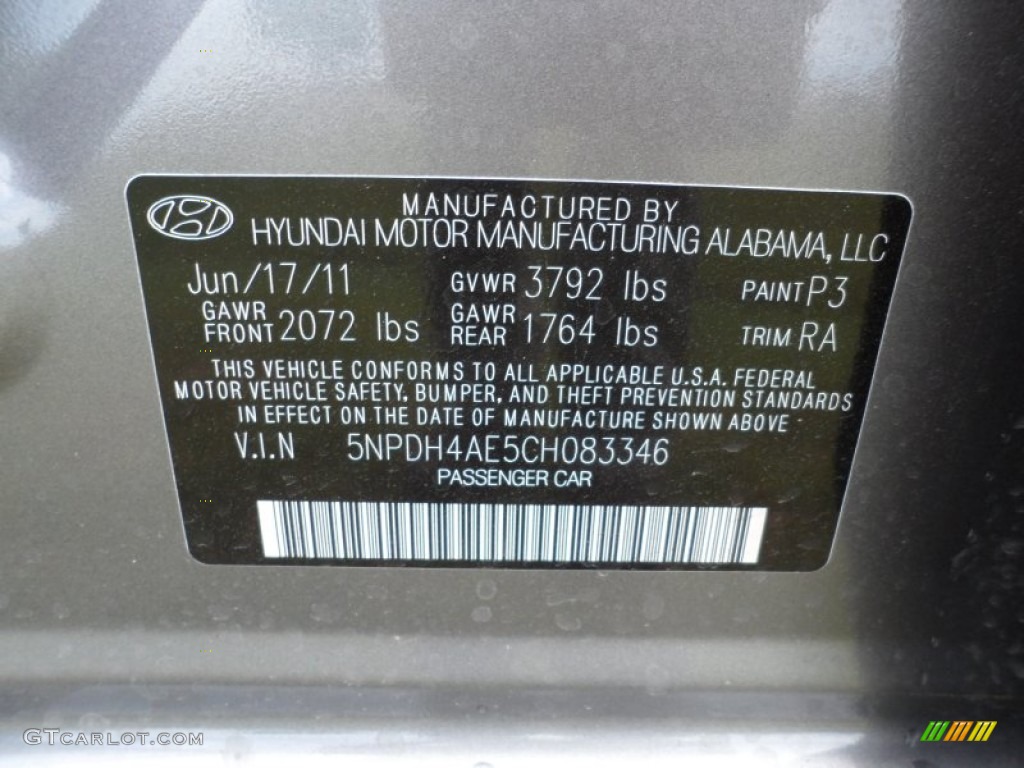 MANUFACTURED BY
HYUNDAI MOTOR MANUFACTURING ALABAMA, LLC
Jun/17/11 GVWR 3792 lbs PAINT P3
GAWR FRONT 2072 lbs GAWR REAR 1764 lbs TRIM RA
THIS VEHICLE CONFORMS TO ALL APPLICABLE U.S.A. FEDERAL
MOTOR VEHICLE SAFETY, BUMPER, AND THEFT PREVENTION STANDARDS
IN EFFECT ON THE DATE OF MANUFACTURE SHOWN ABOVE
V.I.N 5NPDH4AE5CH083346
PASSENGER CAR
GTCARLOT.COM